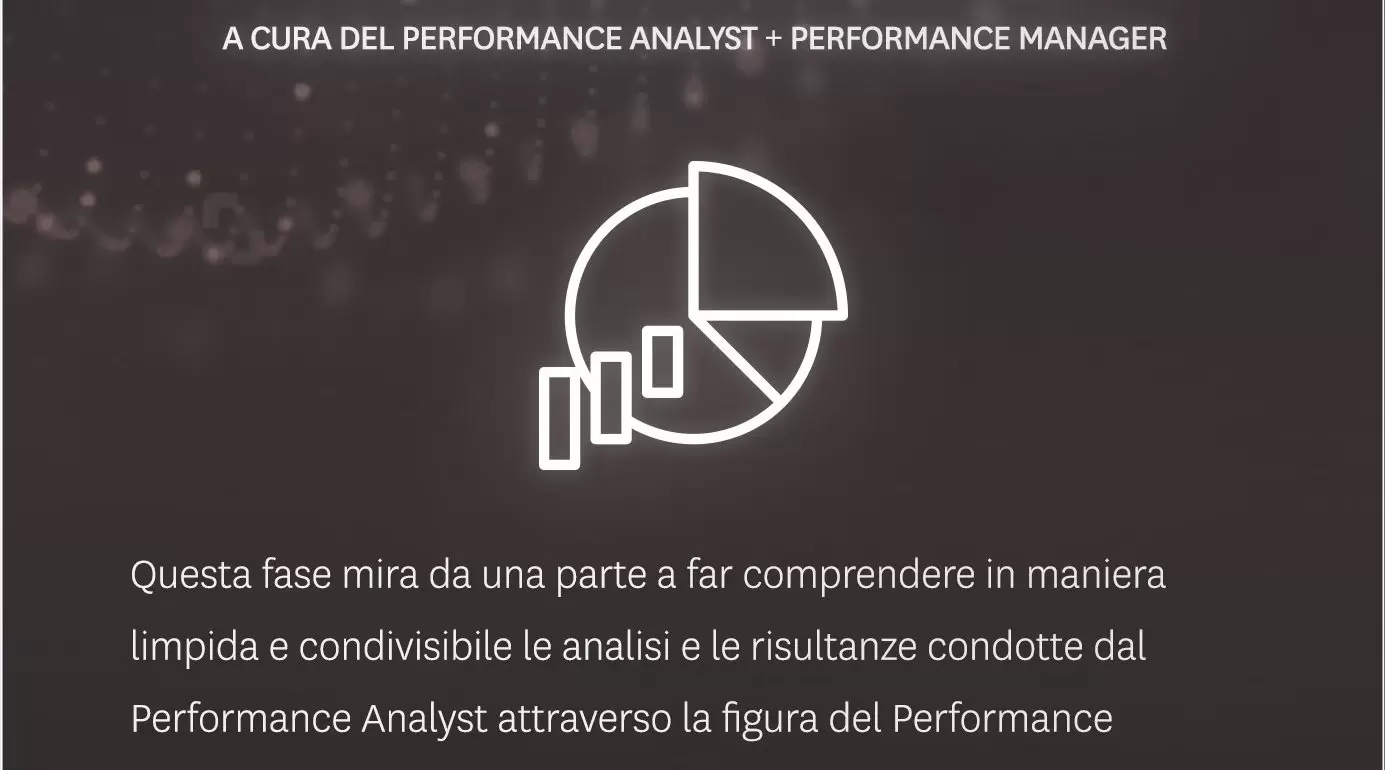 A CURA DEL PERFORMANCE ANALYST + PERFORMANCE MANAGER
Questa fase mira da una parte a far comprendere in maniera
limpida e condivisibile le analisi e le risultanze condotte dal
Performance Analyst attraverso la figura del Performance